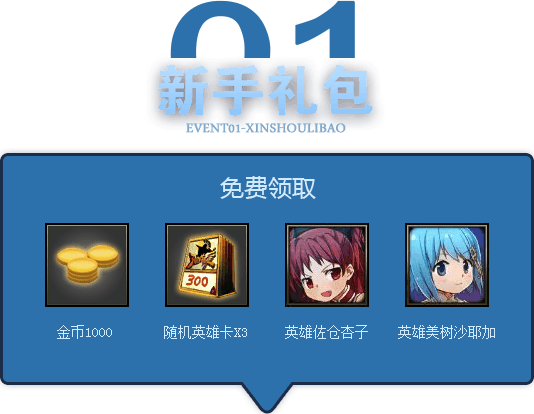 01
新手礼包
EVENT01-XINSHOULIBAO
免费领取
300
金币1000
随机英雄卡X3
英雄佐仓杏子
英雄美树沙耶加